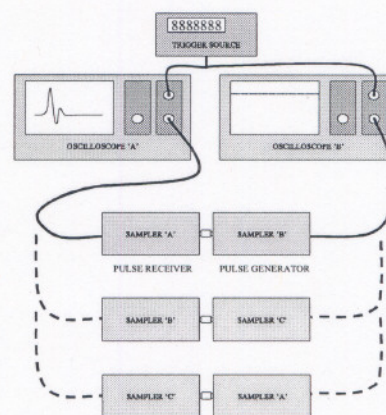 8888888
TRIGGER SOURCE
OSCILLOSCOPE 'A'
OSCILLOSCOPE 'B'
SAMPLER 'A'
SAMPLER 'B'
PULSE RECEIVER
PULSE GENERATOR
SAMPLER 'B'
SAMPLER 'C'
SAMPLER 'C'
SAMPLER 'A'